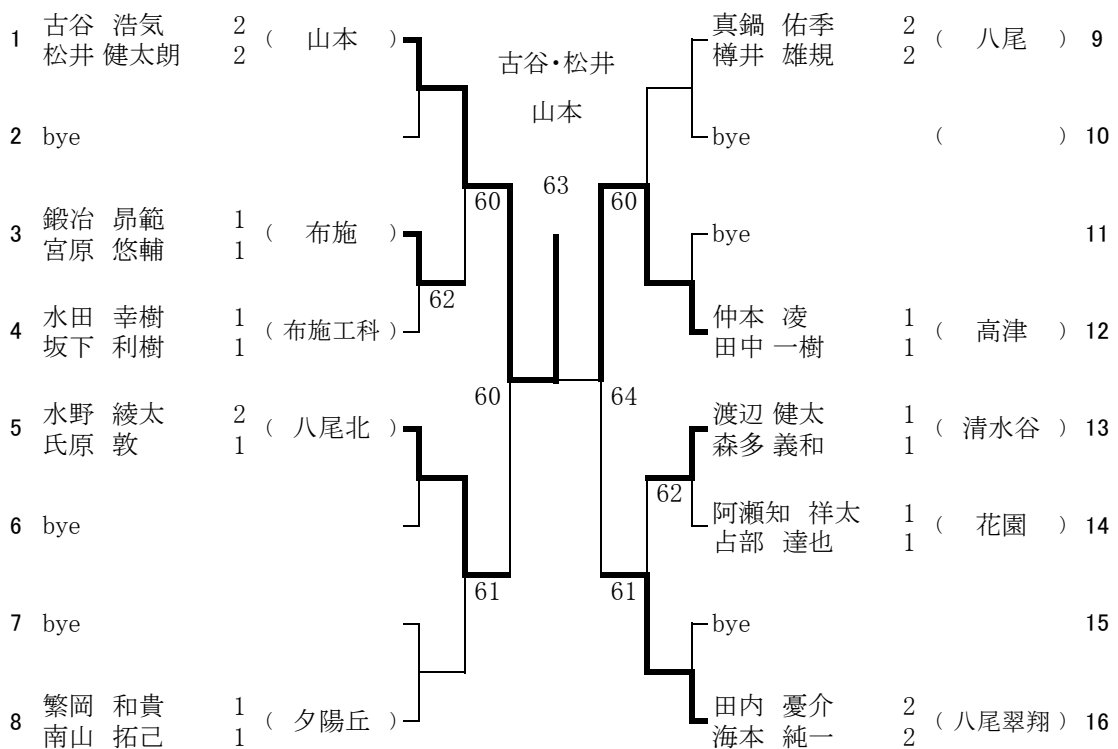 1 古谷 浩気 2 ( 山本 )
松井 健太朗 2
2 bye
3 鍛冶 昴範 1 ( 布施 )
宮原 悠輔 1
4 水田 幸樹 1 ( 布施工科 )
坂下 利樹 1
5 水野 綾太 2 ( 八尾北 )
氏原 敦 1
6 bye
7 bye
8 繁岡 和貴 1 ( 夕陽丘 )
南山 拓己 1
62
60
61
60
古谷・松井
山本
63
60
64
62
61
真鍋 佑季 2 ( 八尾 ) 9
樽井 雄規 2
bye ( ) 10
bye 11
仲本 凌 1 ( 高津 ) 12
田中 一樹 1
渡辺 健太 1 ( 清水谷 ) 13
森多 義和 1
阿瀬知 祥太 1 ( 花園 ) 14
占部 達也 1
bye 15
田内 憂介 2 ( 八尾翠翔 ) 16
海本 純一 2